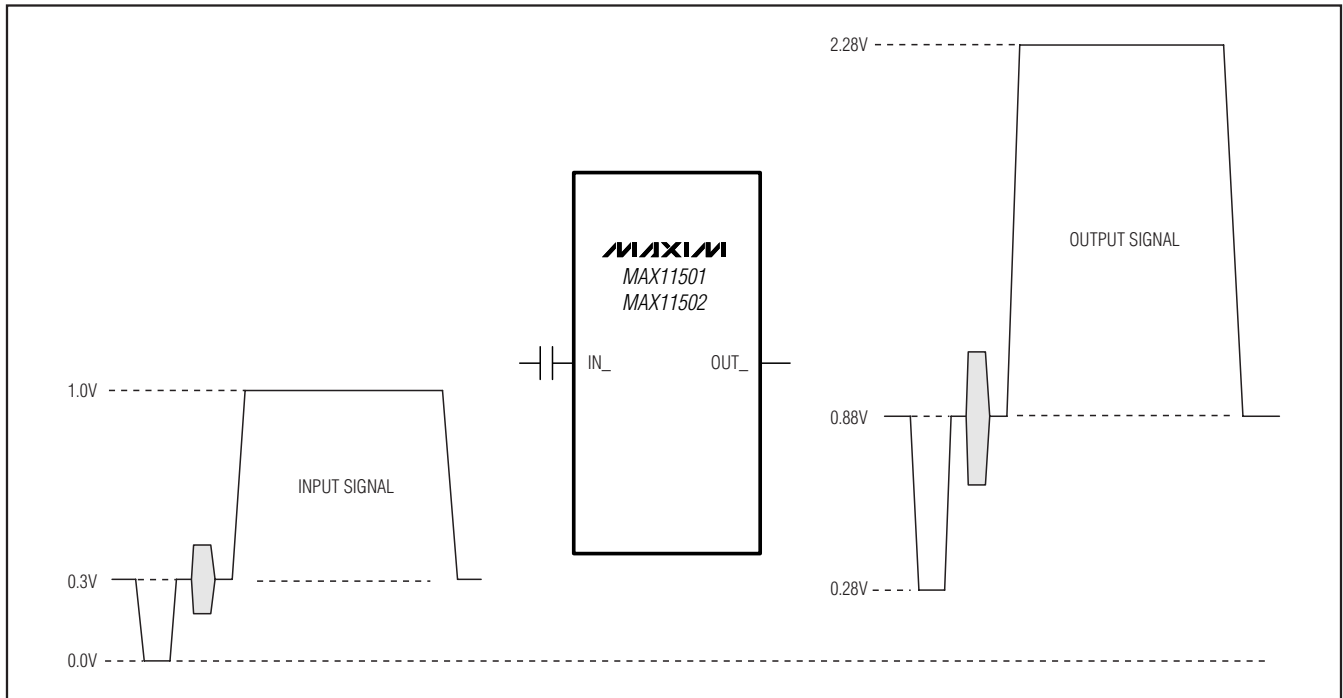 2.28V
MAXIM
MAX11501
MAX11502
OUTPUT SIGNAL
IN_
OUT_
1.0V
0.88V
INPUT SIGNAL
0.3V
0.28V
0.0V